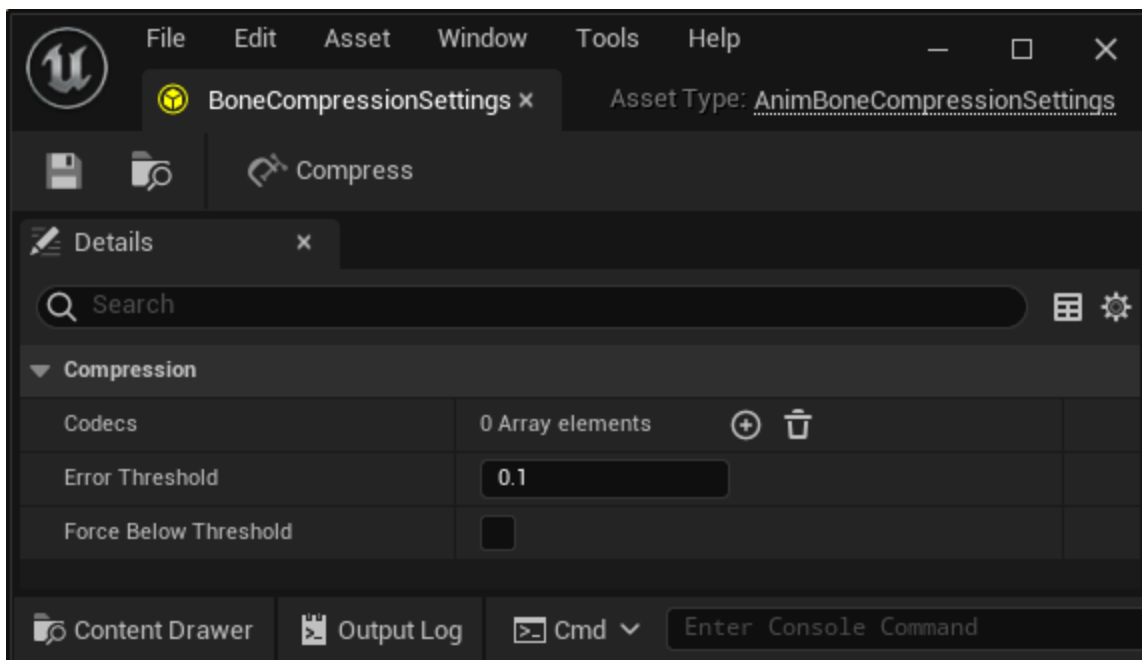 File Edit Asset Window Tools Help
BoneCompressionSettings Asset Type: AnimBoneCompressionSettings
Compress
Details
Search
Compression
Codecs 0 Array elements
Error Threshold 0.1
Force Below Threshold
Content Drawer Output Log Cmd Enter Console Command